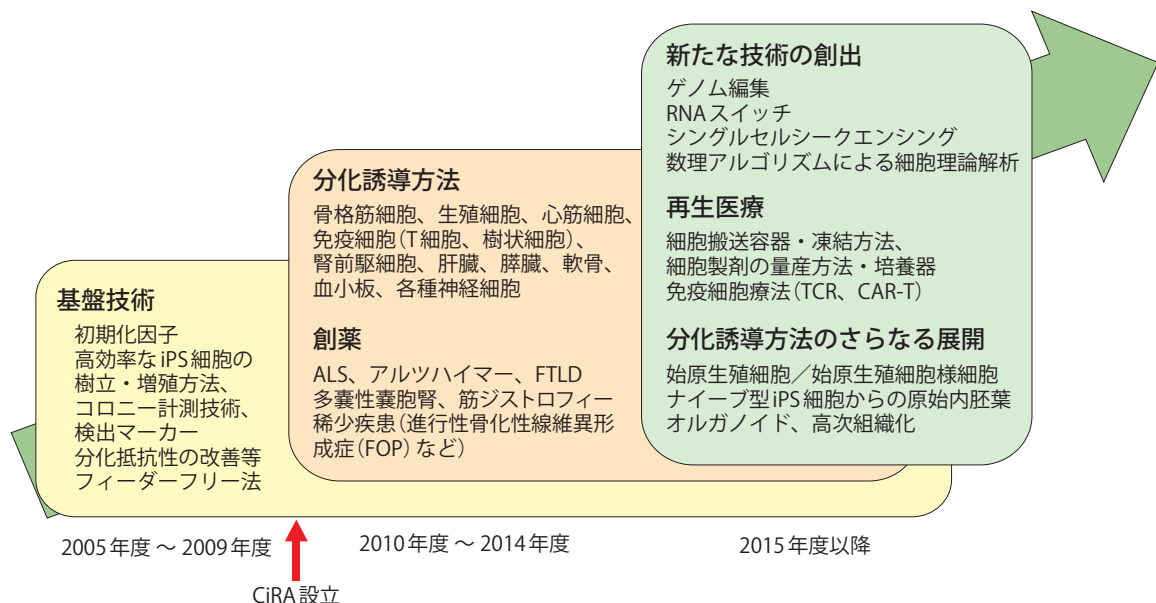 基盤技術
初期化因子
高効率なiPS細胞の
樹立・増殖方法、
コロニー計測技術、
検出マーカー
分化抵抗性の改善等
フィーダーフリー法
分化誘導方法
骨格筋細胞、生殖細胞、心筋細胞、
免疫細胞(T細胞、樹状細胞)、
腎前駆細胞、肝臓、膵臓、軟骨、
血小板、各種神経細胞
創薬
ALS、アルツハイマー、FTLD
多嚢性嚢胞腎、筋ジストロフィー
稀少疾患(進行性骨化性線維異形
成症(FOP)など)
新たな技術の創出
ゲノム編集
RNAスイッチ
シングルセルシークエンシング
数理アルゴリズムによる細胞理論解析
再生医療
細胞搬送容器・凍結方法、
細胞製剤の量産方法・培養器
免疫細胞療法(TCR、CAR-T)
分化誘導方法のさらなる展開
始原生殖細胞／始原生殖細胞様細胞
ナイーブ型iPS細胞からの原始内胚葉
オルガノイド、高次組織化
2005年度 ～ 2009年度
2010年度 ～ 2014年度
2015年度以降
CiRA設立